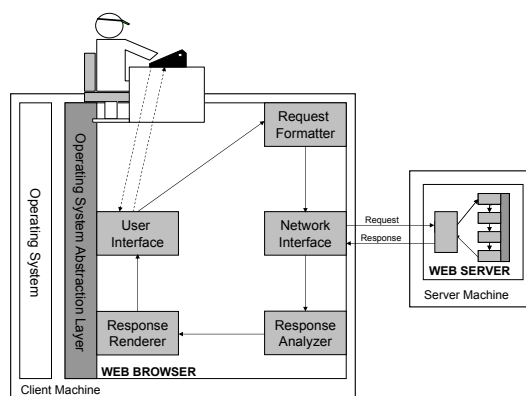 Request
Formatter
Operating System
Operating System Abstraction Layer
User
Interface
Network
Interface
Request
Response
WEB SERVER
Server Machine
Response
Renderer
Response
Analyzer
WEB BROWSER
Client Machine